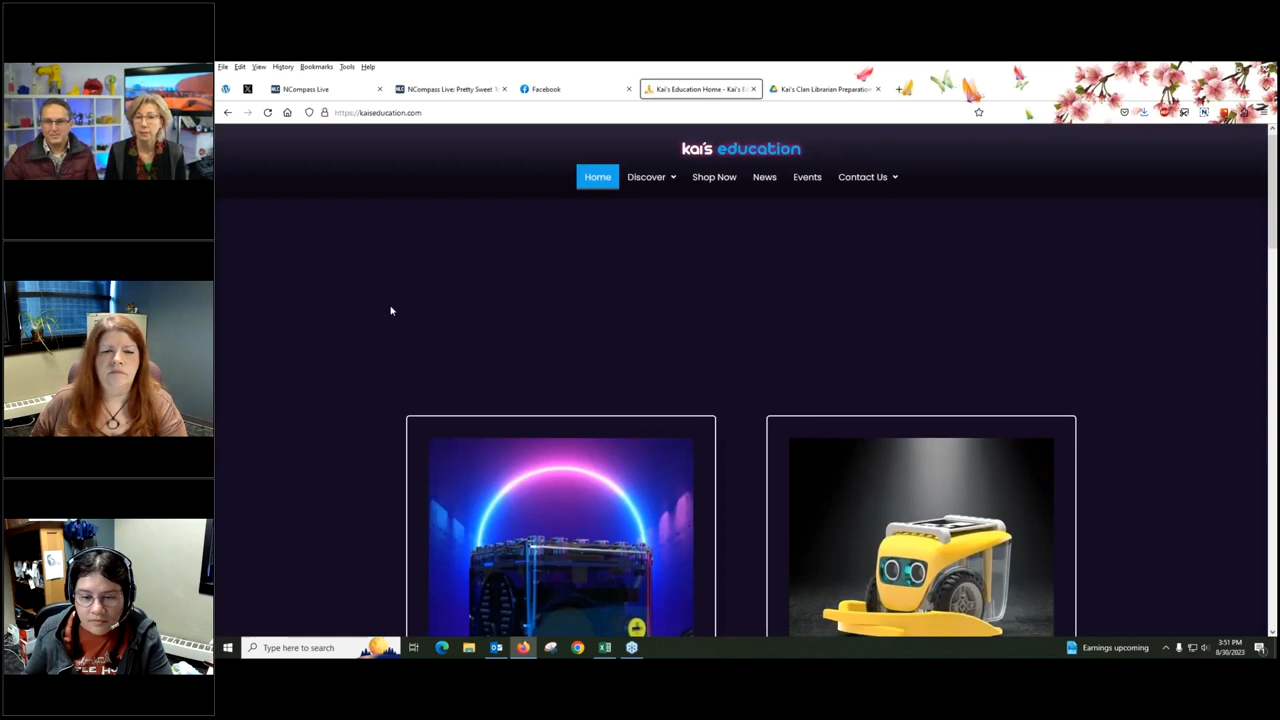 File Edit View History Bookmarks Tools Help
NCompass Live
NCompass Live: Pretty Sweet T
Facebook
Kai's Education Home - Kai's E
Kai's Clan Librarian Preparation
https://kaiseducation.com
kai's education
Home Discover Shop Now News Events Contact Us
Type here to search
Earnings upcoming
3:51 PM
8/30/2023